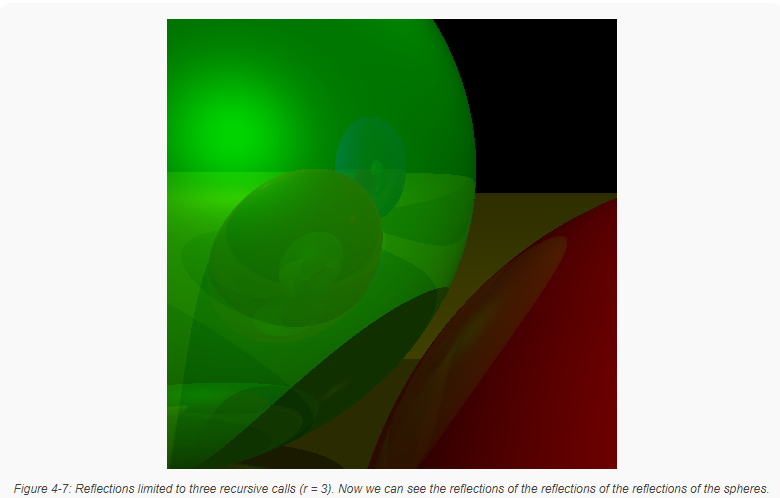 Figure 4-7: Reflections limited to three recursive calls (r = 3). Now we can see the reflections of the reflections of the reflections of the spheres.